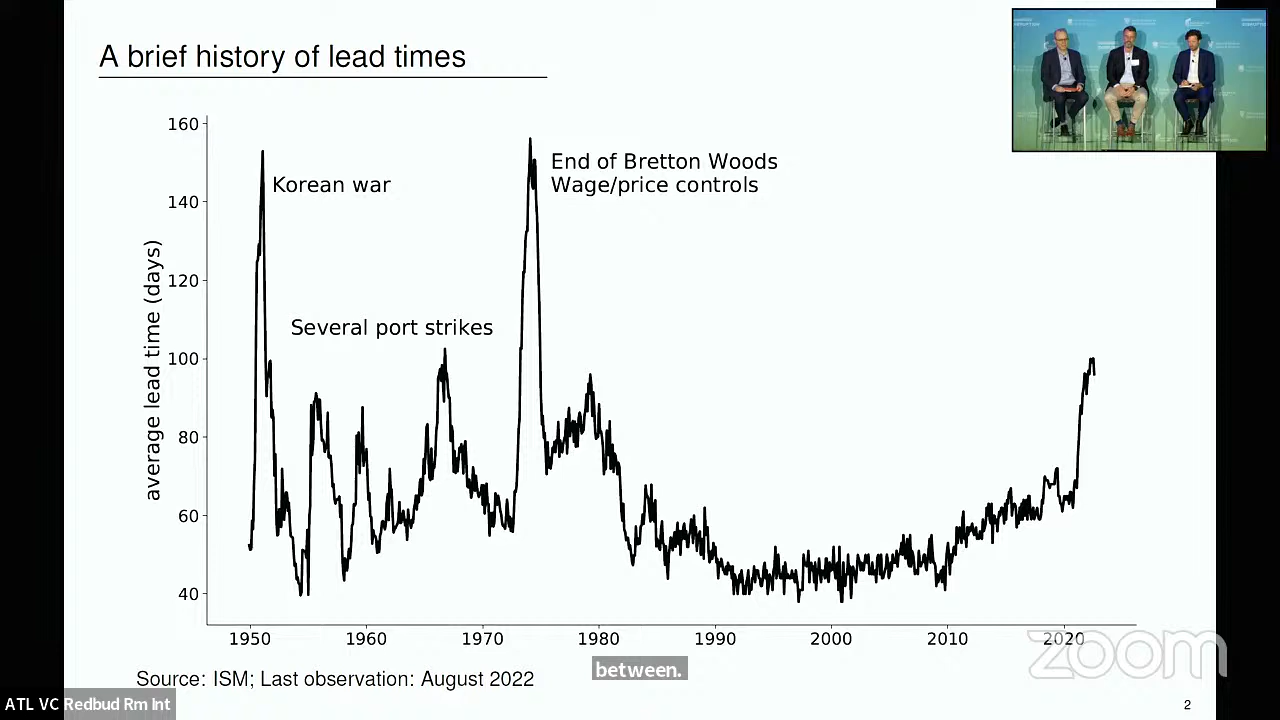 A brief history of lead times
160
140
120
100
80
60
40
average lead time (days)
Korean war
Several port strikes
End of Bretton Woods
Wage/price controls
1950 1960 1970 1980 1990 2000 2010 2020
zoom
between.
Source: ISM; Last observation: August 2022
ATL VC Redbud Rm Int
2